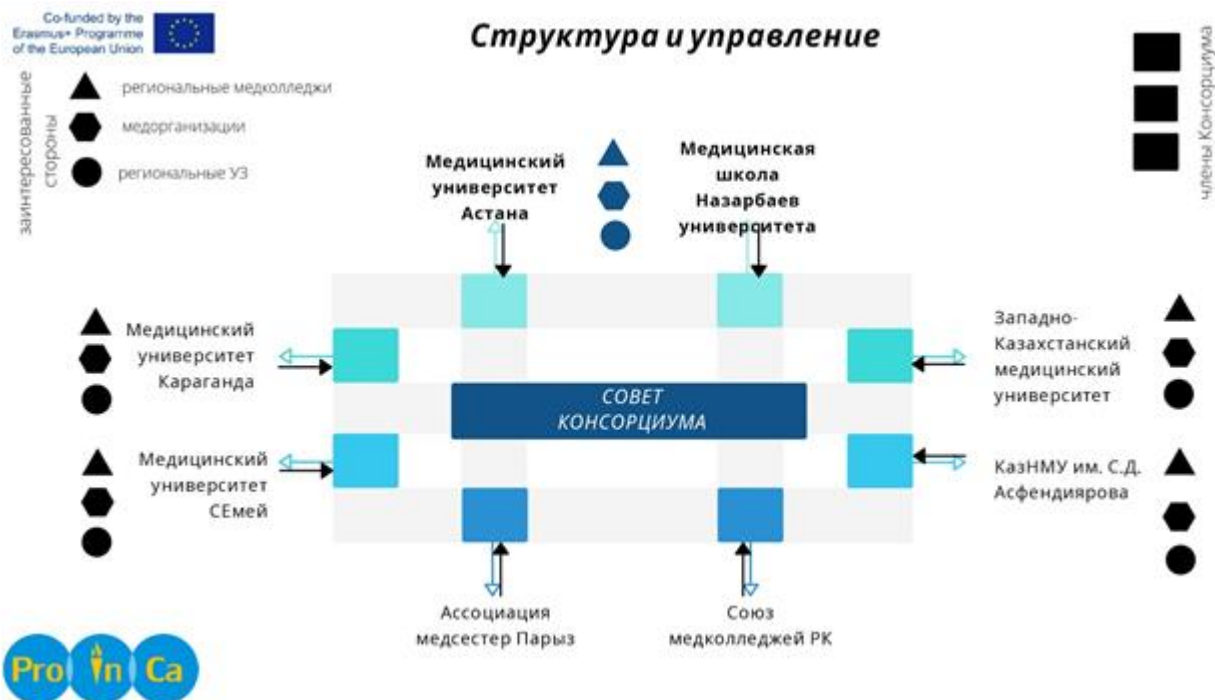 Co-funded by the
Erasmus+ Programme
of the European Union
Структура и управление
заинтересованные
стороны
региональные медколледжи
медорганизации
региональные УЗ
члены Консорциума
Медицинский
университет
Астана
Медицинская
школа
Назарбаев
университета
Медицинский
университет
Караганда
Западно-
Казахстанский
медицинский
университет
СОВЕТ
КОНСОРЦИУМА
Медицинский
университет
СЕмей
КазНМУ им. С.Д.
Асфендиярова
Ассоциация
медсестер Парыз
Союз
медколледжей РК
Pro In Ca